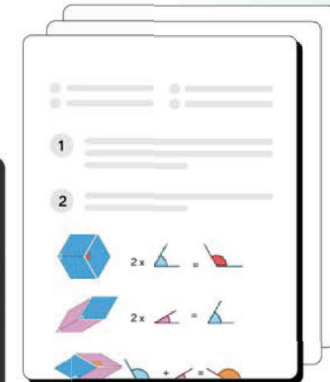 1
2
2 x =
2 x =
+ =